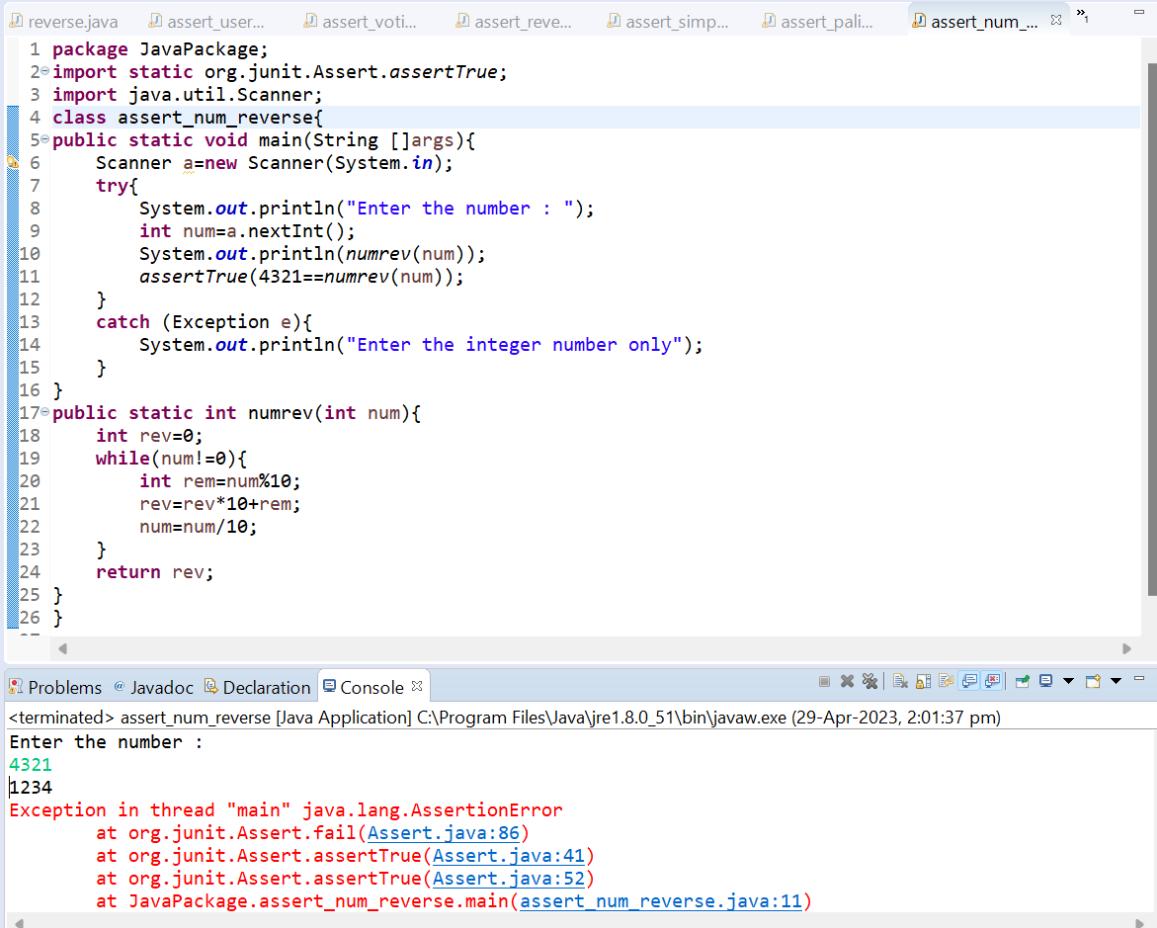 reverse.java assert_user... assert_voti... assert_reve... assert_simp... assert_pali... assert_num_... »1
1 package JavaPackage;
2 import static org.junit.Assert.assertTrue;
3 import java.util.Scanner;
4 class assert_num_reverse{
5 public static void main(String []args){
6     Scanner a=new Scanner(System.in);
7     try{
8         System.out.println("Enter the number : ");
9         int num=a.nextInt();
10         System.out.println(numrev(num));
11         assertTrue(4321==numrev(num));
12     }
13     catch (Exception e){
14         System.out.println("Enter the integer number only");
15     }
16 }
17 public static int numrev(int num){
18     int rev=0;
19     while(num!=0){
20         int rem=num%10;
21         rev=rev*10+rem;
22         num=num/10;
23     }
24     return rev;
25 }
26 }
Problems @ Javadoc Declaration Console
<terminated> assert_num_reverse [Java Application] C:\Program Files\Java\jre1.8.0_51\bin\javaw.exe (29-Apr-2023, 2:01:37 pm)
Enter the number :
4321
1234
Exception in thread "main" java.lang.AssertionError
        at org.junit.Assert.fail(Assert.java:86)
        at org.junit.Assert.assertTrue(Assert.java:41)
        at org.junit.Assert.assertTrue(Assert.java:52)
        at JavaPackage.assert_num_reverse.main(assert_num_reverse.java:11)